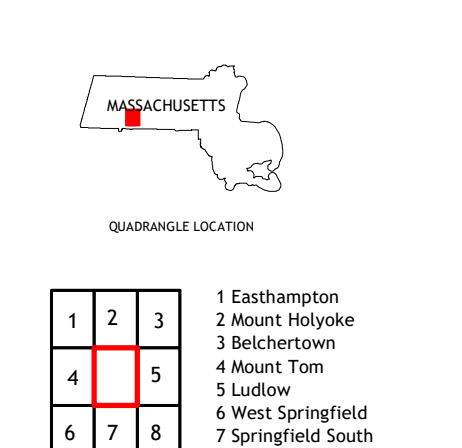 MASSACHUSETTS
QUADRANGLE LOCATION
1 2 3
4 5
6 7 8
1 Easthampton
2 Mount Holyoke
3 Belchertown
4 Mount Tom
5 Ludlow
6 West Springfield
7 Springfield South